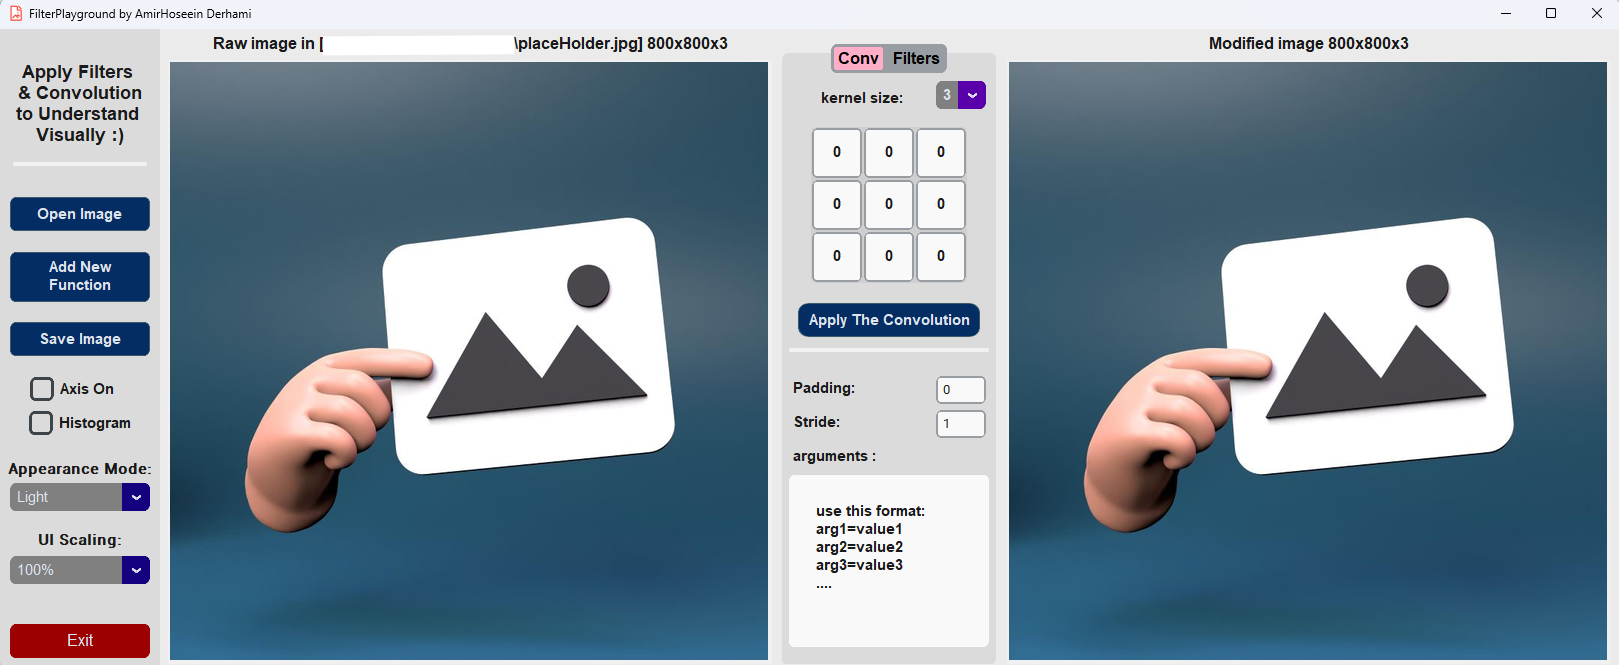 FilterPlayground by AmirHoseein Derhami
Apply Filters
& Convolution
to Understand
Visually :)
Open Image
Add New
Function
Save Image
Axis On
Histogram
Appearance Mode:
Light
UI Scaling:
100%
Exit
Raw image in [ \placeHolder.jpg] 800x800x3
Conv Filters
kernel size: 3
0 0 0
0 0 0
0 0 0
Apply The Convolution
Padding: 0
Stride: 1
arguments :
use this format:
arg1=value1
arg2=value2
arg3=value3
....
Modified image 800x800x3